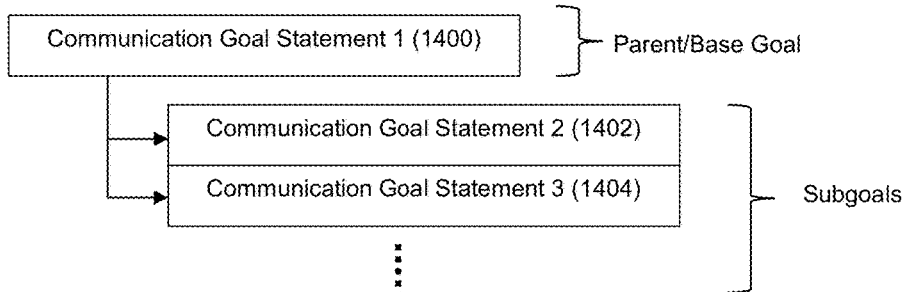 Communication Goal Statement 1 (1400)
Parent/Base Goal
Communication Goal Statement 2 (1402)
Communication Goal Statement 3 (1404)
Subgoals